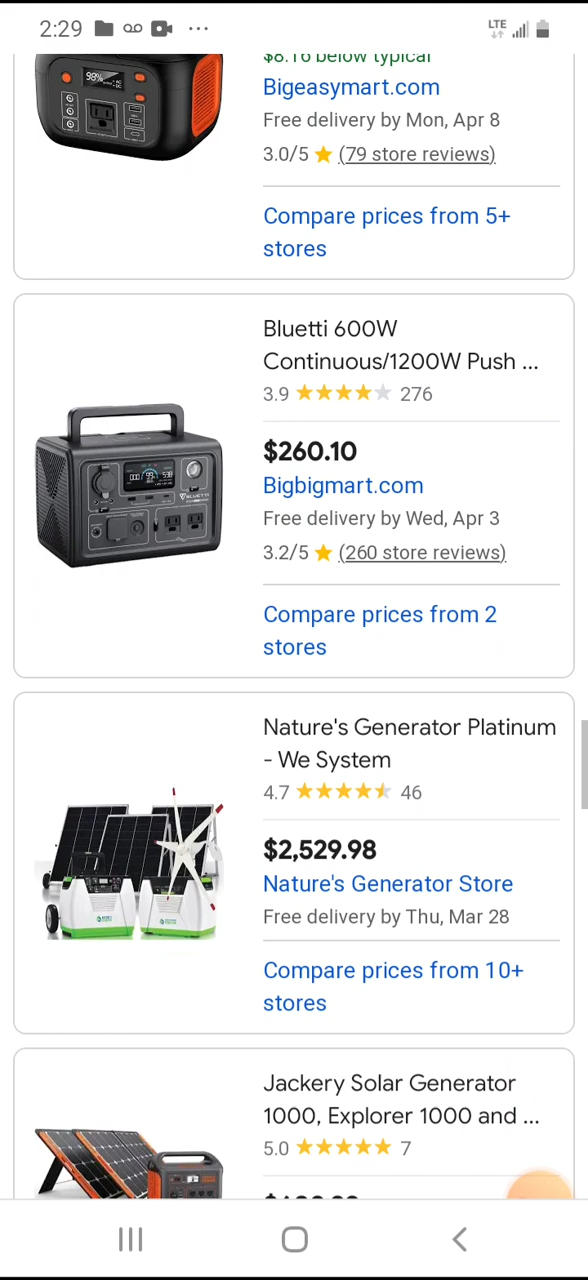 2:29
LTE
$8.16 below typical
98%
Bigeasymart.com
Free delivery by Mon, Apr 8
3.0/5 (79 store reviews)
Compare prices from 5+
stores
Bluetti 600W
Continuous/1200W Push ...
3.9 276
$260.10
BLUETTI
Bigbigmart.com
Free delivery by Wed, Apr 3
3.2/5 (260 store reviews)
Compare prices from 2
stores
Nature's Generator Platinum
- We System
4.7 46
$2,529.98
Nature's Generator Store
Free delivery by Thu, Mar 28
Compare prices from 10+
stores
Jackery Solar Generator
1000, Explorer 1000 and ...
5.0 7